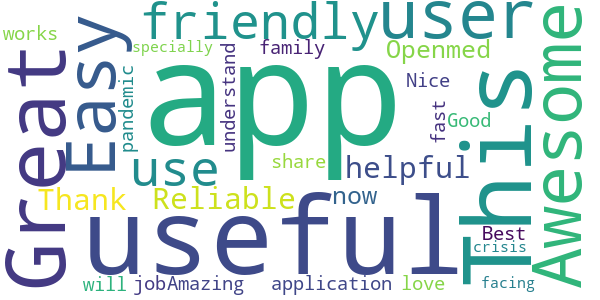 works
friendly
user
specially
understand
family
Openmed
Great
Easy
pandemic
app
Nice
fast
Good
This
Awesome
use
share
helpful
Thank
Reliable
now
useful
Best
crisis
will
jobAmazing
application
love
facing